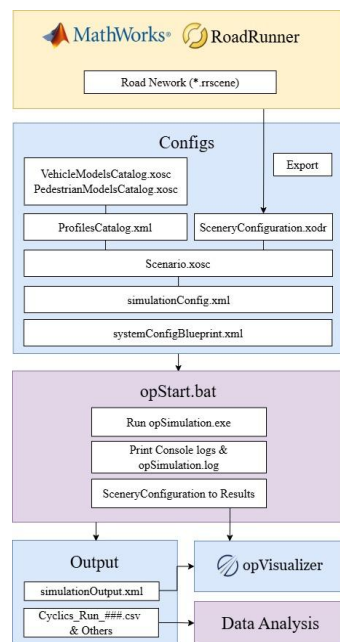 MathWorks® RoadRunner
Road Nework (*.rrscene)
Configs
Export
VehicleModelsCatalog.xosc
PedestrianModelsCatalog.xosc
ProfilesCatalog.xml
SceneryConfiguration.xodr
Scenario.xosc
simulationConfig.xml
systemConfigBlueprint.xml
opStart.bat
Run opSimulation.exe
Print Console logs &
opSimulation.log
SceneryConfiguration to Results
Output
opVisualizer
simulationOutput.xml
Cyclics_Run_###.csv
& Others
Data Analysis